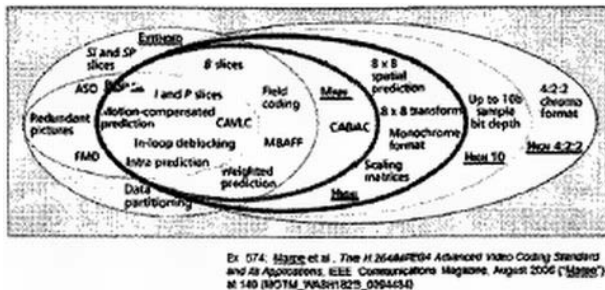 EXTENDED
SI and SP
slices
B slices
8 x 8
spatial
prediction
4:2:2
chroma
format
ASO
I and P slices
Field
coding
MAIN
Up to 10b
sample
bit depth
Redundant
pictures
Motion-compensated
prediction
CAVLC
8 x 8 transform
CABAC
Monochrome
format
In-loop deblocking
MBAFF
HIGH 10
HIGH 4:2:2
FMO
Intra prediction
Scaling
matrices
Weighted
prediction
HIGH
Data
partitioning
Ex 574; Marpe et al., The H.264/MPEG4 Advanced Video Coding Standard
and its Applications, IEEE Communications Magazine, August 2006 ("Marpe")
at 149 (MOTM_WASH1823_